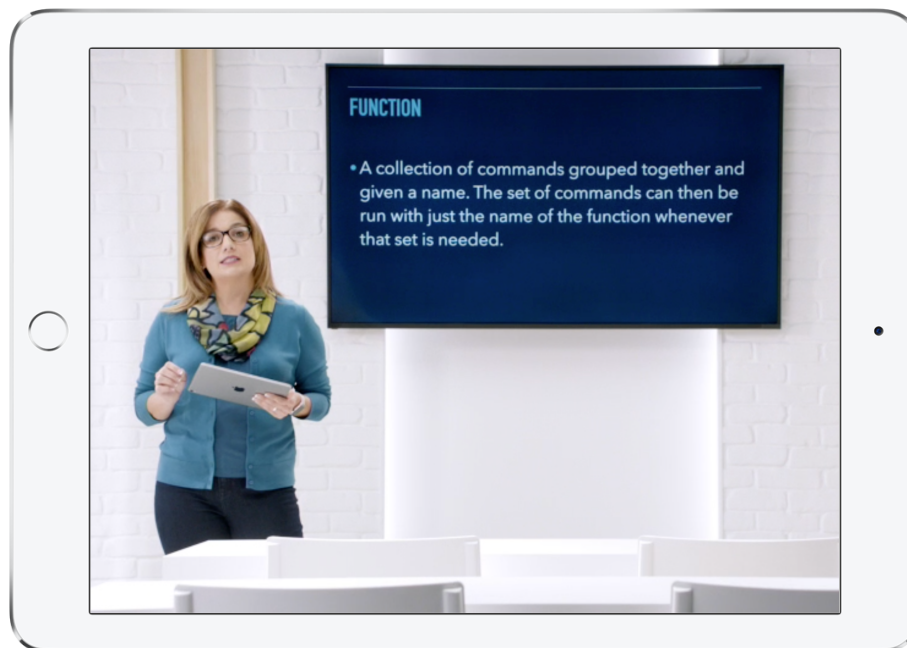 FUNCTION
• A collection of commands grouped together and
given a name. The set of commands can then be
run with just the name of the function whenever
that set is needed.